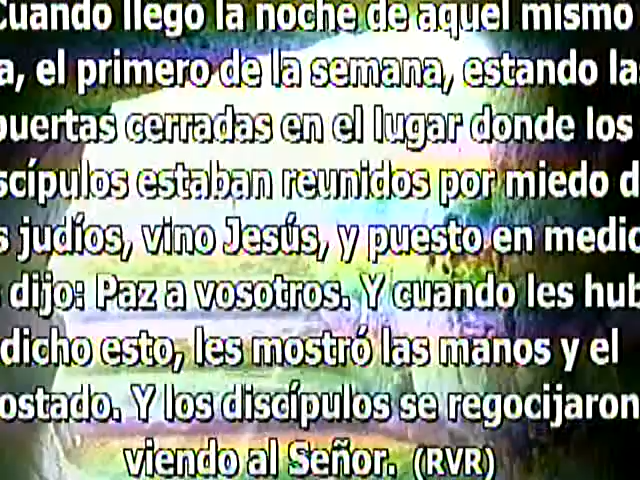 Cuando llegó la noche de aquel mismo
a, el primero de la semana, estando las
puertas cerradas en el lugar donde los
scípulos estaban reunidos por miedo d
s judíos, vino Jesús, y puesto en medio
dijo: Paz a vosotros. Y cuando les hub
dicho esto, les mostró las manos y el
ostado. Y los discípulos se regocijaron
viendo al Señor. (RVR)